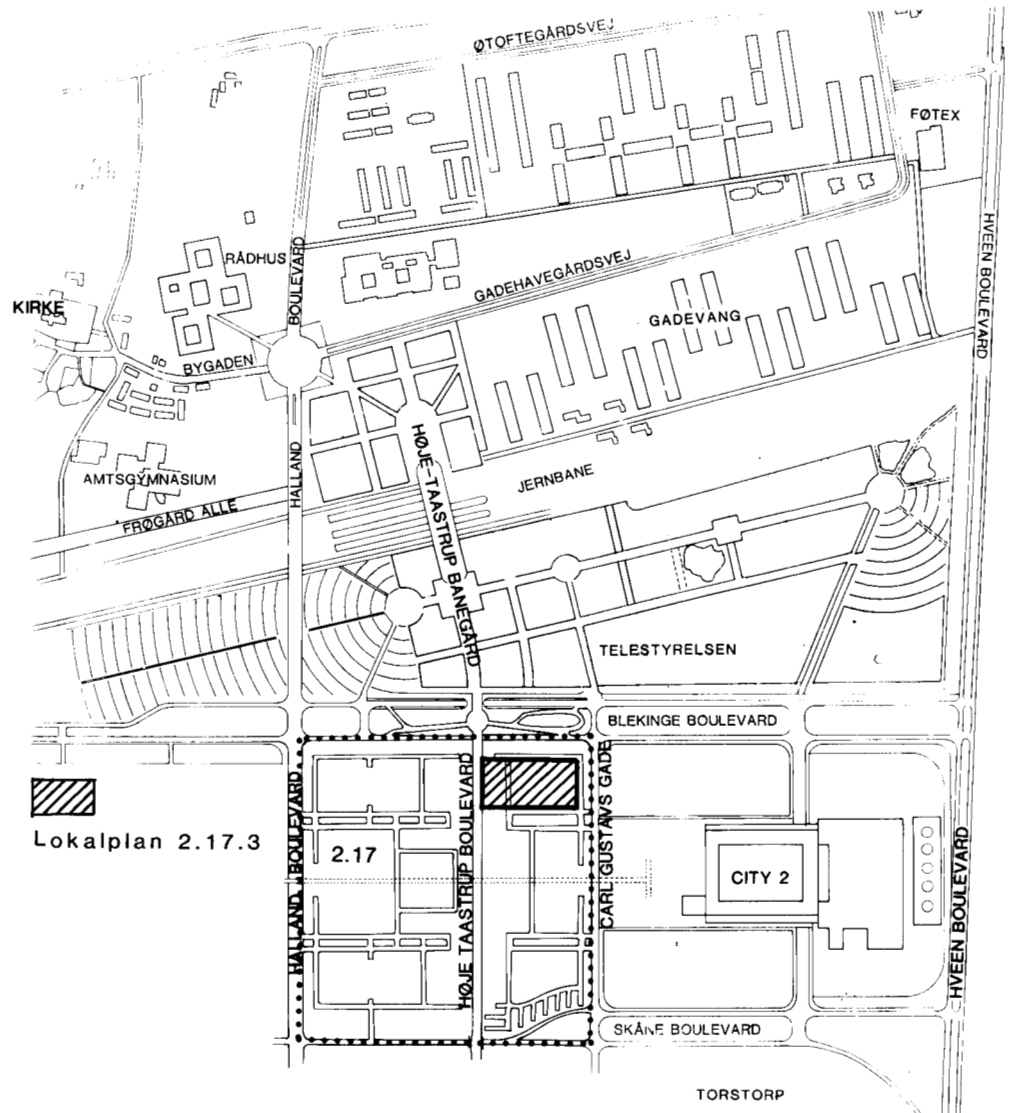 ØTOFTEGÅRDSVEJ
FØTEX
HVEEN BOULEVARD
BOULEVARD
RÅDHUS
GADEHAVEGÅRDSVEJ
KIRKE
GADEVANG
BYGADEN
HALLAND
HØJE-TAASTRUP BANEGÅRD
AMTSGYMNASIUM
JERNBANE
FRØGÅRD ALLE
TELESTYRELSEN
BLEKINGE BOULEVARD
HALLAND BOULEVARD
HØJE TAASTRUP BOULEVARD
CARL GUSTAVS GADE
Lokalplan 2.17.3
2.17
CITY 2
HVEEN BOULEVARD
SKÅNE BOULEVARD
TORSTORP